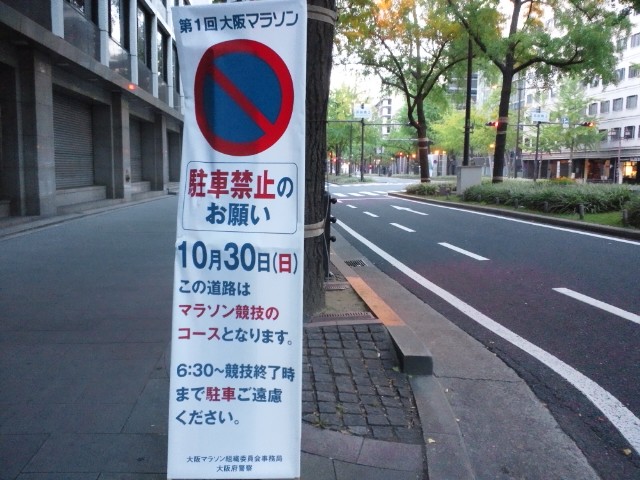 第1回大阪マラソン
駐車禁止の
お願い
10月30日(日)
この道路は
マラソン競技の
コースとなります。
6:30~競技終了時
まで駐車ご遠慮
ください。
大阪マラソン組織委員会事務局
大阪府警察